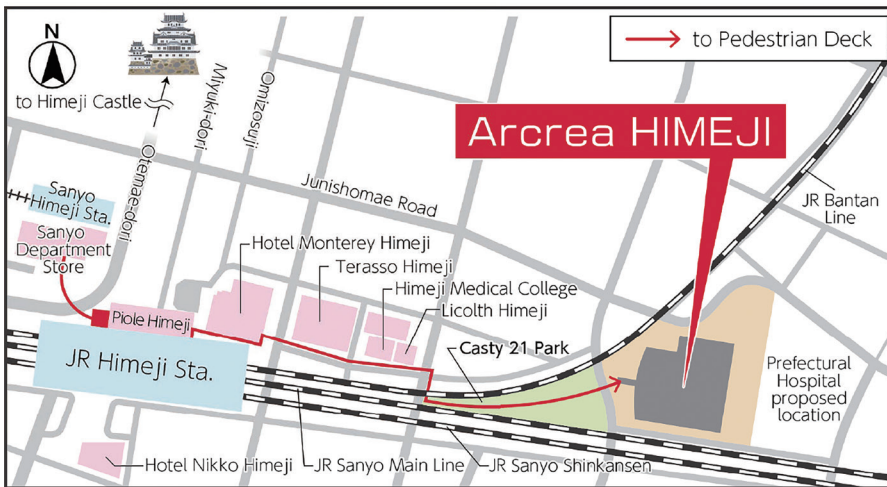 N
to Himeji Castle
Otemae-dori
Miyuki-dori
Omizosuji
to Pedestrian Deck
Arcrea HIMEJI
Junishomae Road
JR Bantan
Line
Sanyo
Himeji Sta.
Sanyo
Department
Store
Hotel Monterey Himeji
Terasso Himeji
Himeji Medical College
Licolth Himeji
Piole Himeji
JR Himeji Sta.
Casty 21 Park
Prefectural
Hospital
proposed
location
Hotel Nikko Himeji
JR Sanyo Main Line
JR Sanyo Shinkansen